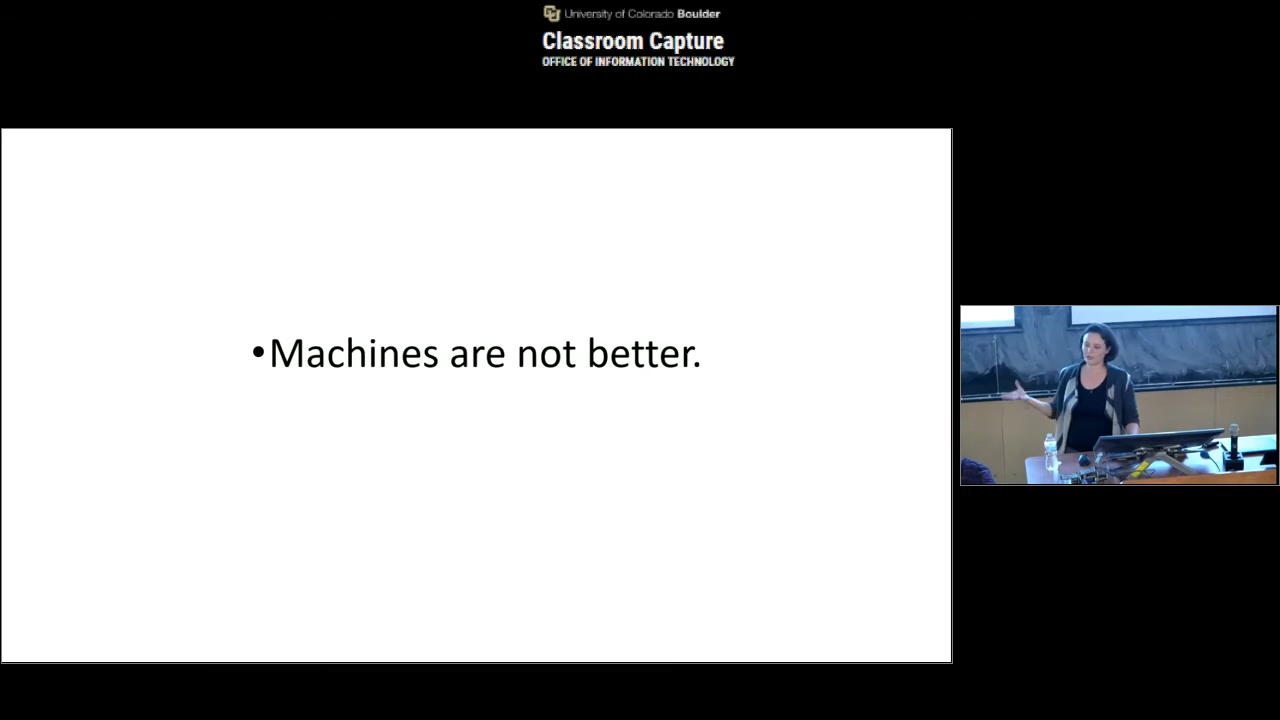 University of Colorado Boulder
Classroom Capture
OFFICE OF INFORMATION TECHNOLOGY
•Machines are not better.